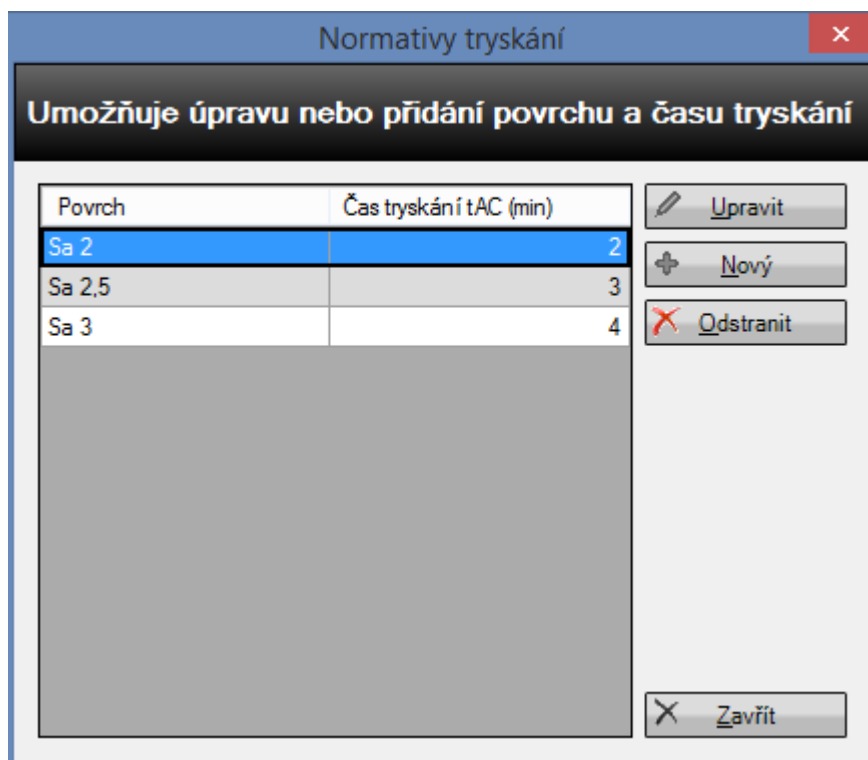 Normativy tryskání
Umožňuje úpravu nebo přidání povrchu a času tryskání
Povrch Čas tryskání tAC (min)
Sa 2 2
Sa 2,5 3
Sa 3 4
Upravit
Nový
Odstranit
Zavřít